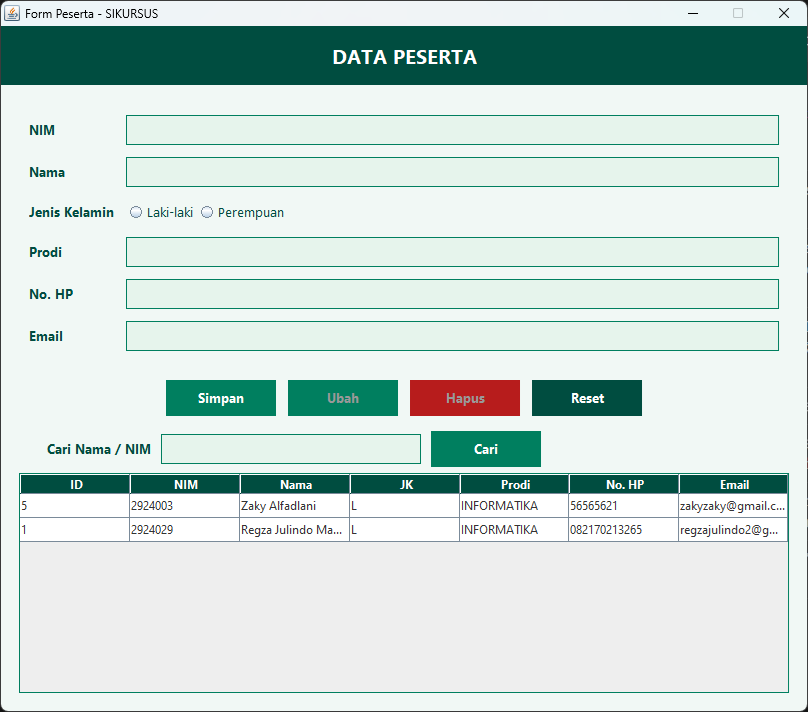 Form Peserta - SIKURSUS
DATA PESERTA
NIM
Nama
Jenis Kelamin Laki-laki Perempuan
Prodi
No. HP
Email
Simpan Ubah Hapus Reset
Cari Nama / NIM Cari
ID NIM Nama JK Prodi No. HP Email
5 2924003 Zaky Alfadlani L INFORMATIKA 56565621 zakyzaky@gmail.c...
1 2924029 Regza Julindo Ma... L INFORMATIKA 082170213265 regzajulindo2@g...